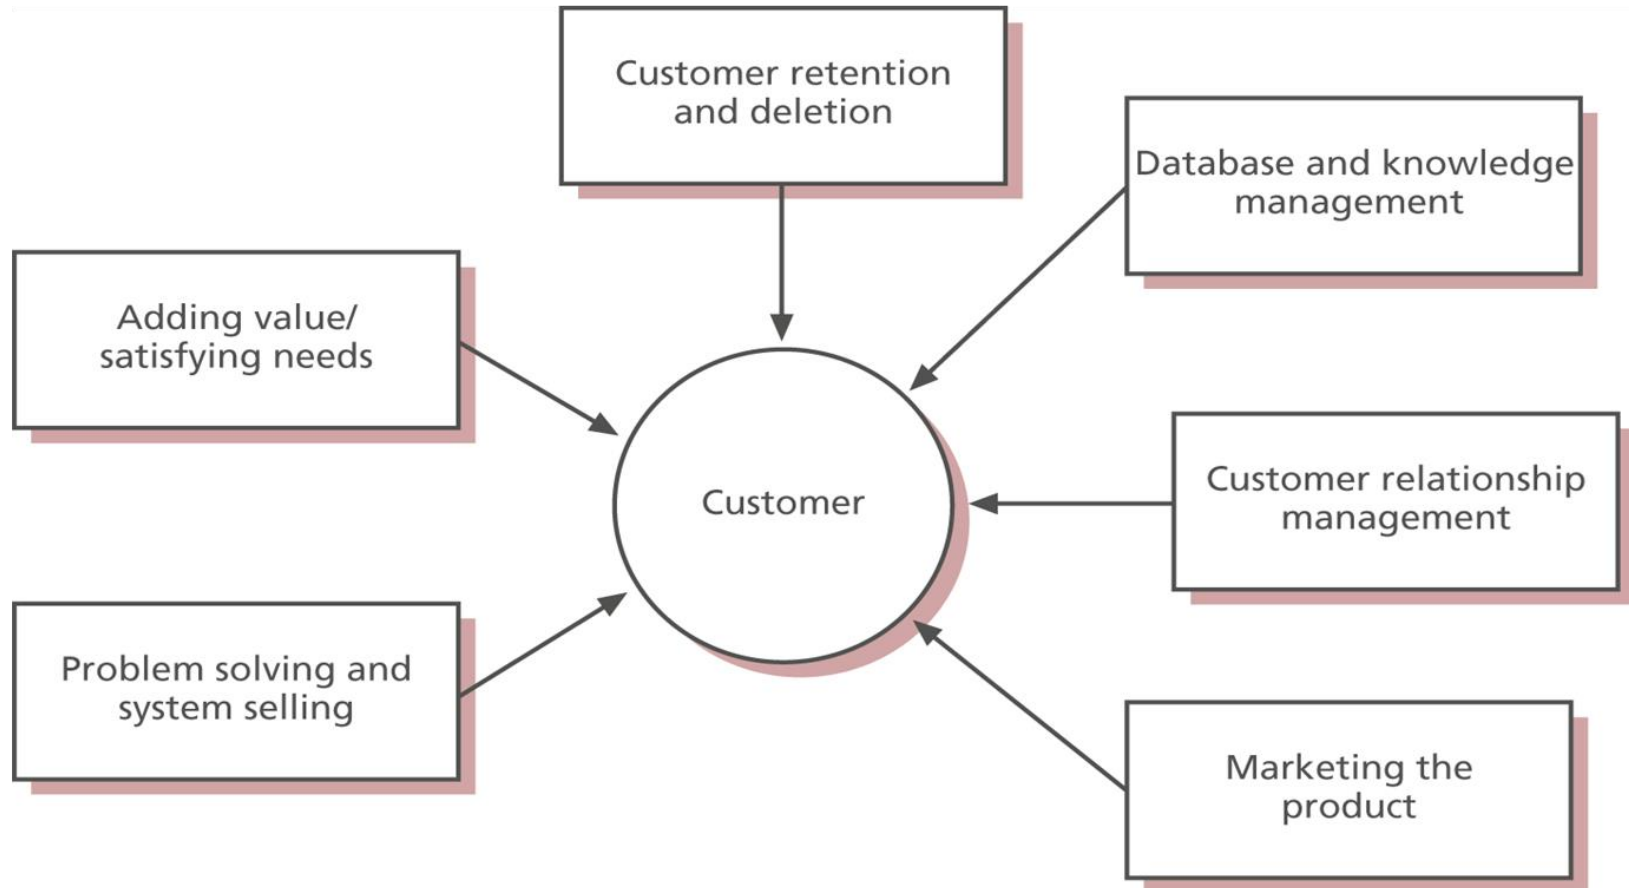 Customer retention
and deletion
Database and knowledge
management
Adding value/
satisfying needs
Customer relationship
management
Customer
Problem solving and
system selling
Marketing the
product